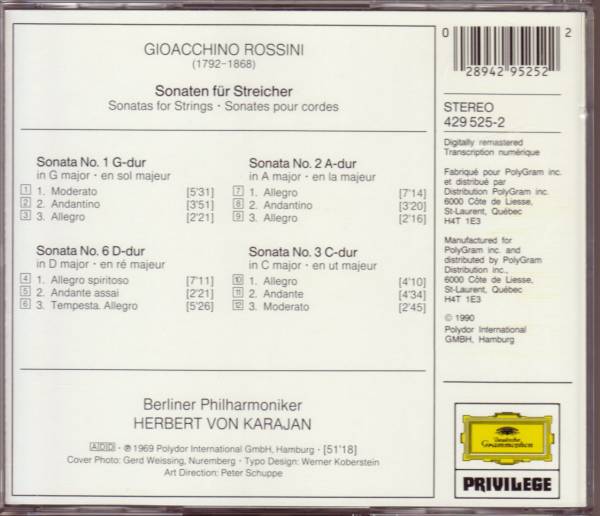 GIOACCHINO ROSSINI
(1792-1868)
Sonaten für Streicher
Sonatas for Strings · Sonates pour cordes
Sonata No. 1 G-dur
in G major · en sol majeur
1 1. Moderato [5'31]
2 2. Andantino [3'51]
3 3. Allegro [2'21]
Sonata No. 6 D-dur
in D major · en ré majeur
4 1. Allegro spiritoso [7'11]
5 2. Andante assai [2'21]
6 3. Tempesta. Allegro [5'26]
Sonata No. 2 A-dur
in A major · en la majeur
7 1. Allegro [7'14]
8 2. Andantino [3'20]
9 3. Allegro [2'16]
Sonata No. 3 C-dur
in C major · en ut majeur
10 1. Allegro [4'10]
11 2. Andante [4'34]
12 3. Moderato [2'45]
Berliner Philharmoniker
HERBERT VON KARAJAN
ADD · ℗ 1969 Polydor International GmbH, Hamburg · [51'18]
Cover Photo: Gerd Weissing, Nuremberg · Typo Design: Werner Koberstein
Art Direction: Peter Schuppe
0 28942 95252 2
STEREO
429 525-2
Digitally remastered
Transcription numérique
Fabriqué pour PolyGram inc.
et distribué par
Distribution PolyGram inc.
6000 Côte de Liesse,
St-Laurent, Québec
H4T 1E3
Manufactured for
PolyGram Inc. and
distributed by PolyGram
Distribution inc.,
6000 Côte de Liesse,
St-Laurent, Québec
H4T 1E3
© 1990
Polydor International
GMBH, Hamburg
Deutsche
Grammophon
PRIVILEGE